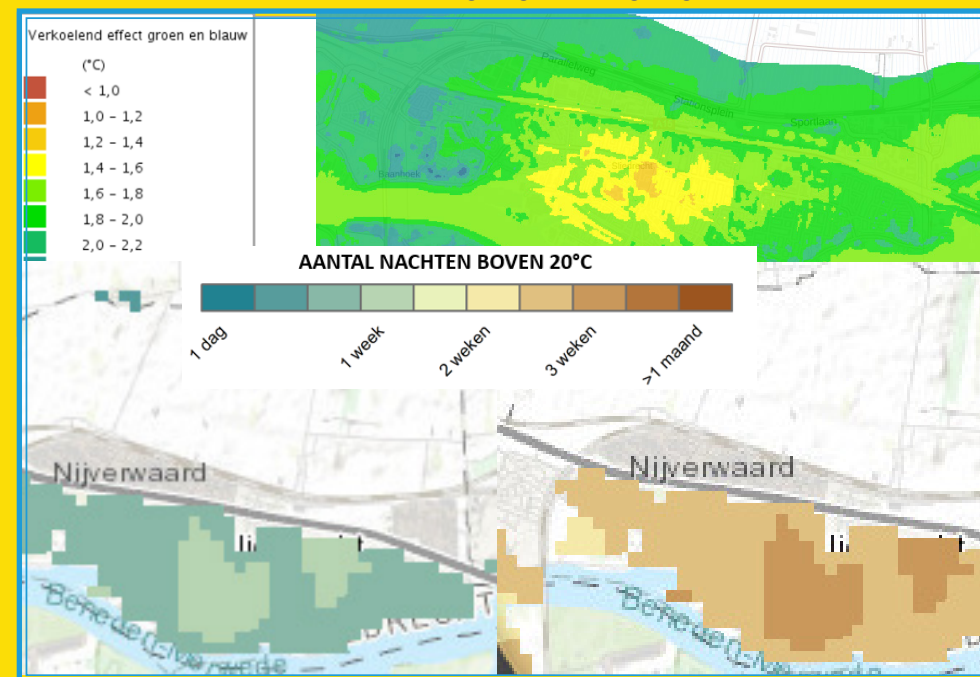 Verkoelend effect groen en blauw
(°C)
< 1,0
1,0 – 1,2
1,2 – 1,4
1,4 – 1,6
1,6 – 1,8
1,8 – 2,0
2,0 – 2,2
Parallelweg
Stationsplein
Sportlaan
Sliedrecht
Baanhoek
AANTAL NACHTEN BOVEN 20°C
1 dag
1 week
2 weken
3 weken
>1 maand
Nijverwaard
Nijverwaard